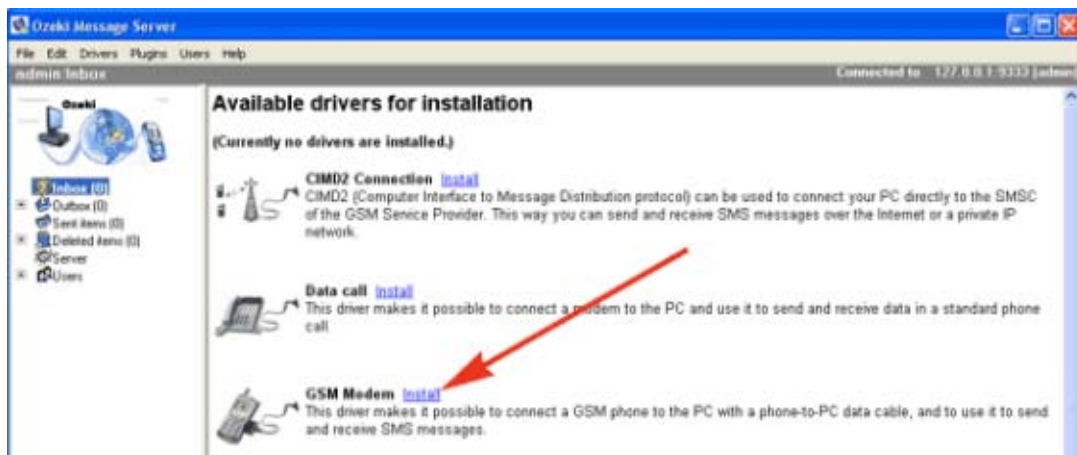 Ozeki Message Server
File Edit Drivers Plugins Users Help
admin Inbox
Connected to 127.0.0.1:9333 [admin]
Ozeki
Inbox (0)
Outbox (0)
Sent items (0)
Deleted items (0)
Server
Users
Available drivers for installation
(Currently no drivers are installed.)
CIMD2 Connection Install
CIMD2 (Computer Interface to Message Distribution protocol) can be used to connect your PC directly to the SMSC
of the GSM Service Provider. This way you can send and receive SMS messages over the Internet or a private IP
network.
Data call Install
This driver makes it possible to connect a modem to the PC and use it to send and receive data in a standard phone
call
GSM Modem Install
This driver makes it possible to connect a GSM phone to the PC with a phone-to-PC data cable, and to use it to send
and receive SMS messages.